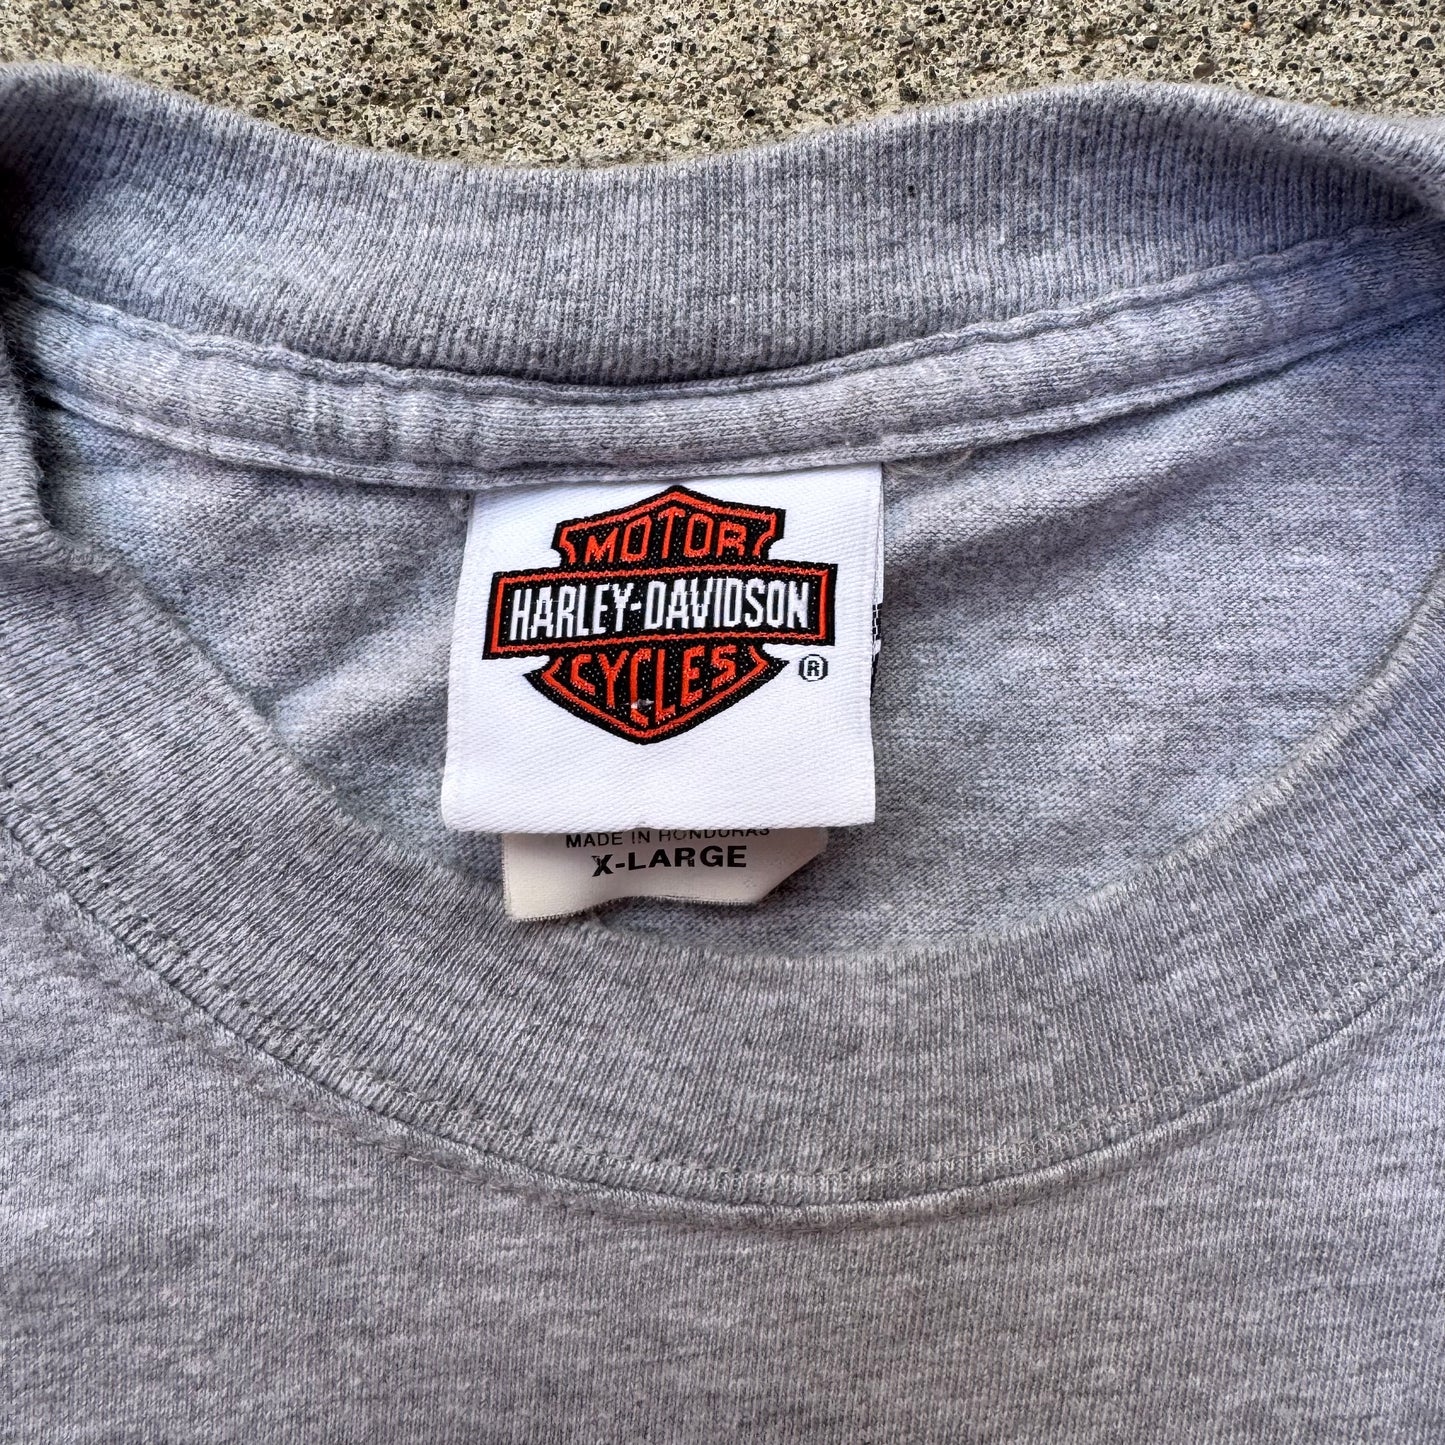 MOTOR
HARLEY-DAVIDSON
CYCLES
®
MADE IN HONDURAS
X-LARGE